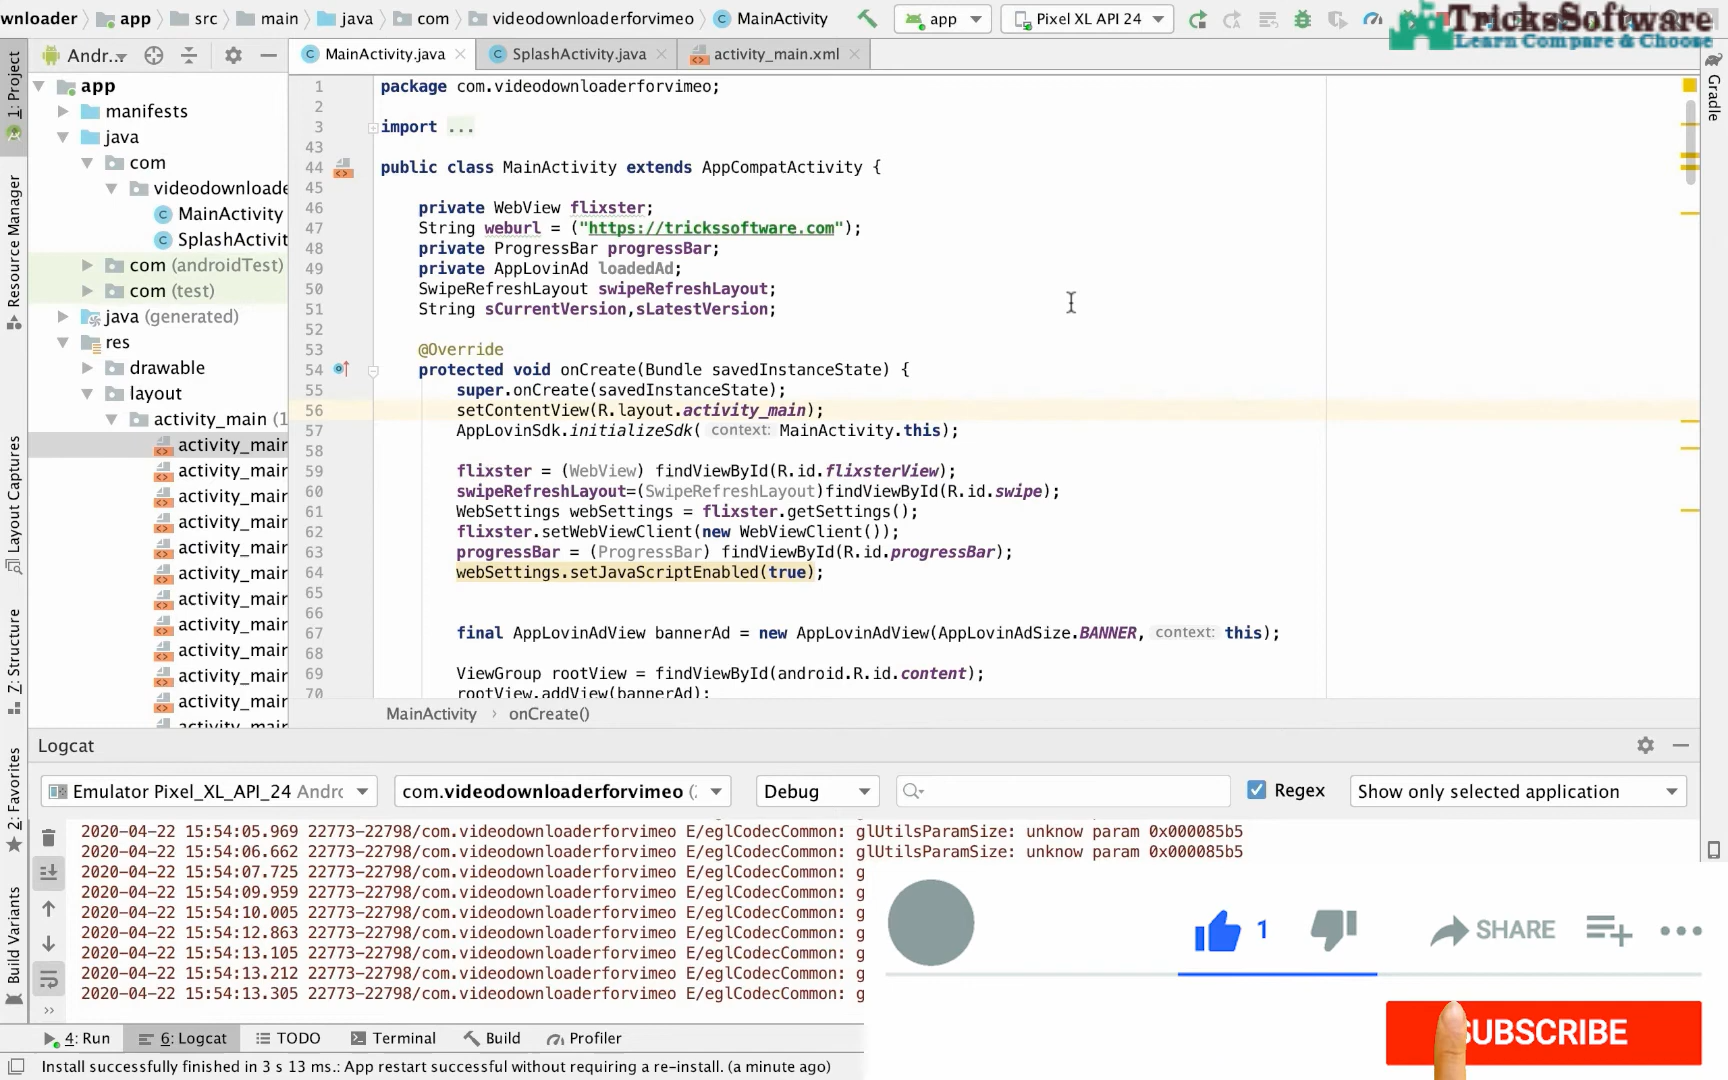 wnloader app src main java com videodownloaderforvimeo MainActivity app Pixel XL API 24
TricksSoftware
Learn Compare & Choose
Andr... MainActivity.java SplashActivity.java activity_main.xml
1: Project
Resource Manager
Layout Captures
7: Structure
2: Favorites
Build Variants
Gradle
app
manifests
java
com
videodownloade
MainActivity
SplashActivit
com (androidTest)
com (test)
java (generated)
res
drawable
layout
activity_main (1
activity_mair
activity_mair
activity_mair
activity_mair
activity_mair
activity_mair
activity_mair
activity_mair
activity_mair
activity_mair
activity_mair
1 package com.videodownloaderforvimeo;
2
3 import ...
43
44 public class MainActivity extends AppCompatActivity {
45
46 private WebView flixster;
47 String weburl = ("https://trickssoftware.com");
48 private ProgressBar progressBar;
49 private AppLovinAd loadedAd;
50 SwipeRefreshLayout swipeRefreshLayout;
51 String sCurrentVersion,sLatestVersion;
52
53 @Override
54 protected void onCreate(Bundle savedInstanceState) {
55 super.onCreate(savedInstanceState);
56 setContentView(R.layout.activity_main);
57 AppLovinSdk.initializeSdk( context: MainActivity.this);
58
59 flixster = (WebView) findViewById(R.id.flixsterView);
60 swipeRefreshLayout=(SwipeRefreshLayout)findViewById(R.id.swipe);
61 WebSettings webSettings = flixster.getSettings();
62 flixster.setWebViewClient(new WebViewClient());
63 progressBar = (ProgressBar) findViewById(R.id.progressBar);
64 webSettings.setJavaScriptEnabled(true);
65
66
67 final AppLovinAdView bannerAd = new AppLovinAdView(AppLovinAdSize.BANNER, context: this);
68
69 ViewGroup rootView = findViewById(android.R.id.content);
70 rootView.addView(bannerAd);
MainActivity › onCreate()
Logcat
Emulator Pixel_XL_API_24 Andrc com.videodownloaderforvimeo (2 Debug Regex Show only selected application
2020-04-22 15:54:05.969 22773-22798/com.videodownloaderforvimeo E/eglCodecCommon: glUtilsParamSize: unknow param 0x000085b5
2020-04-22 15:54:06.662 22773-22798/com.videodownloaderforvimeo E/eglCodecCommon: glUtilsParamSize: unknow param 0x000085b5
2020-04-22 15:54:07.725 22773-22798/com.videodownloaderforvimeo E/eglCodecCommon: g
2020-04-22 15:54:09.959 22773-22798/com.videodownloaderforvimeo E/eglCodecCommon: g
2020-04-22 15:54:10.005 22773-22798/com.videodownloaderforvimeo E/eglCodecCommon: g
2020-04-22 15:54:12.863 22773-22798/com.videodownloaderforvimeo E/eglCodecCommon: g
2020-04-22 15:54:13.105 22773-22798/com.videodownloaderforvimeo E/eglCodecCommon: g
2020-04-22 15:54:13.212 22773-22798/com.videodownloaderforvimeo E/eglCodecCommon: g
2020-04-22 15:54:13.305 22773-22798/com.videodownloaderforvimeo E/eglCodecCommon: g
1 SHARE
SUBSCRIBE
4: Run 6: Logcat TODO Terminal Build Profiler
Install successfully finished in 3 s 13 ms.: App restart successful without requiring a re-install. (a minute ago)